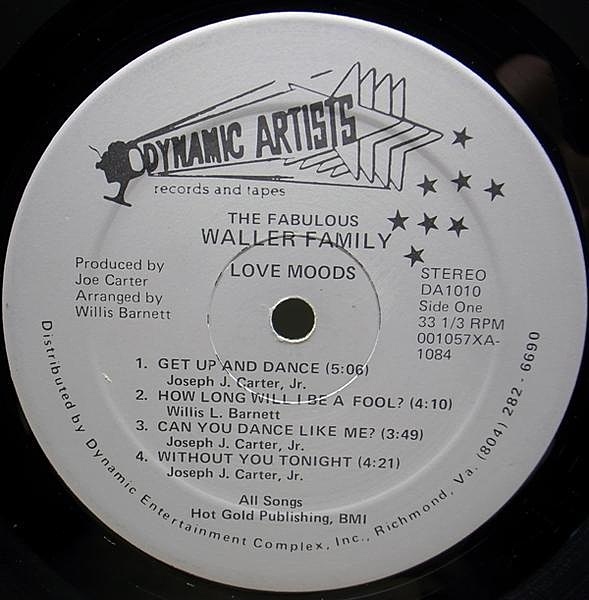 DYNAMIC ARTISTS
records and tapes
THE FABULOUS
WALLER FAMILY
LOVE MOODS
Produced by
Joe Carter
Arranged by
Willis Barnett
STEREO
DA1010
Side One
33 1/3 RPM
001057XA-
1084
1. GET UP AND DANCE (5:06)
Joseph J. Carter, Jr.
2. HOW LONG WILL I BE A FOOL? (4:10)
Willis L. Barnett
3. CAN YOU DANCE LIKE ME? (3:49)
Joseph J. Carter, Jr.
4. WITHOUT YOU TONIGHT (4:21)
Joseph J. Carter, Jr.
All Songs
Hot Gold Publishing, BMI
Distributed by Dynamic Entertainment Complex, Inc., Richmond, Va. (804) 282 - 6690